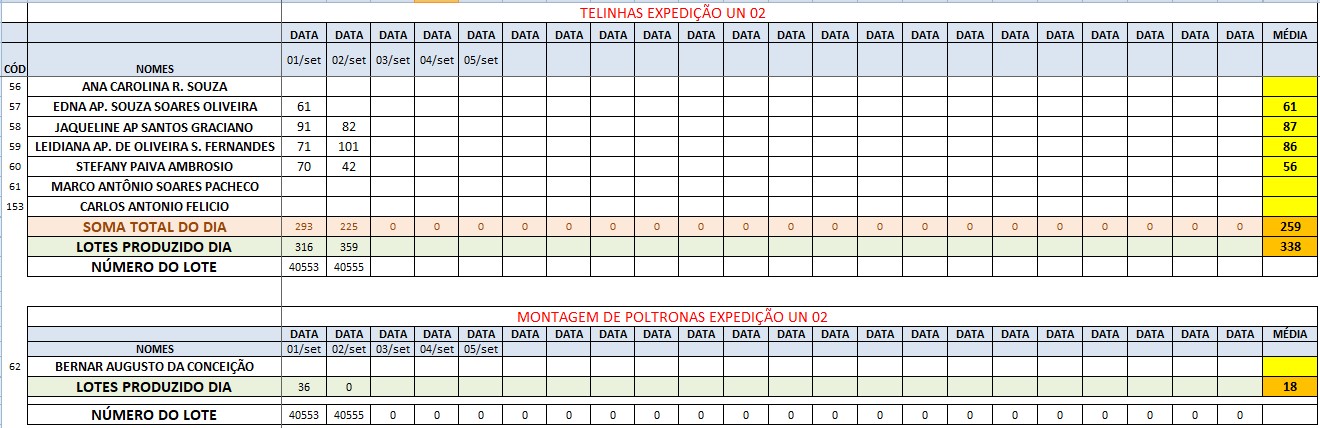 TELINHAS EXPEDIÇÃO UN 02
DATA DATA DATA DATA DATA DATA DATA DATA DATA DATA DATA DATA DATA DATA DATA DATA DATA DATA DATA DATA DATA DATA MÉDIA
CÓD NOMES 01/set 02/set 03/set 04/set 05/set
56 ANA CAROLINA R. SOUZA
57 EDNA AP. SOUZA SOARES OLIVEIRA 61 61
58 JAQUELINE AP SANTOS GRACIANO 91 82 87
59 LEIDIANA AP. DE OLIVEIRA S. FERNANDES 71 101 86
60 STEFANY PAIVA AMBROSIO 70 42 56
61 MARCO ANTÔNIO SOARES PACHECO
153 CARLOS ANTONIO FELICIO
SOMA TOTAL DO DIA 293 225 0 0 0 0 0 0 0 0 0 0 0 0 0 0 0 0 0 0 0 0 259
LOTES PRODUZIDO DIA 316 359 338
NÚMERO DO LOTE 40553 40555
MONTAGEM DE POLTRONAS EXPEDIÇÃO UN 02
DATA DATA DATA DATA DATA DATA DATA DATA DATA DATA DATA DATA DATA DATA DATA DATA DATA DATA DATA DATA DATA DATA MÉDIA
NOMES 01/set 02/set 03/set 04/set 05/set
62 BERNAR AUGUSTO DA CONCEIÇÃO
LOTES PRODUZIDO DIA 36 0 18
NÚMERO DO LOTE 40553 40555 0 0 0 0 0 0 0 0 0 0 0 0 0 0 0 0 0 0 0 0